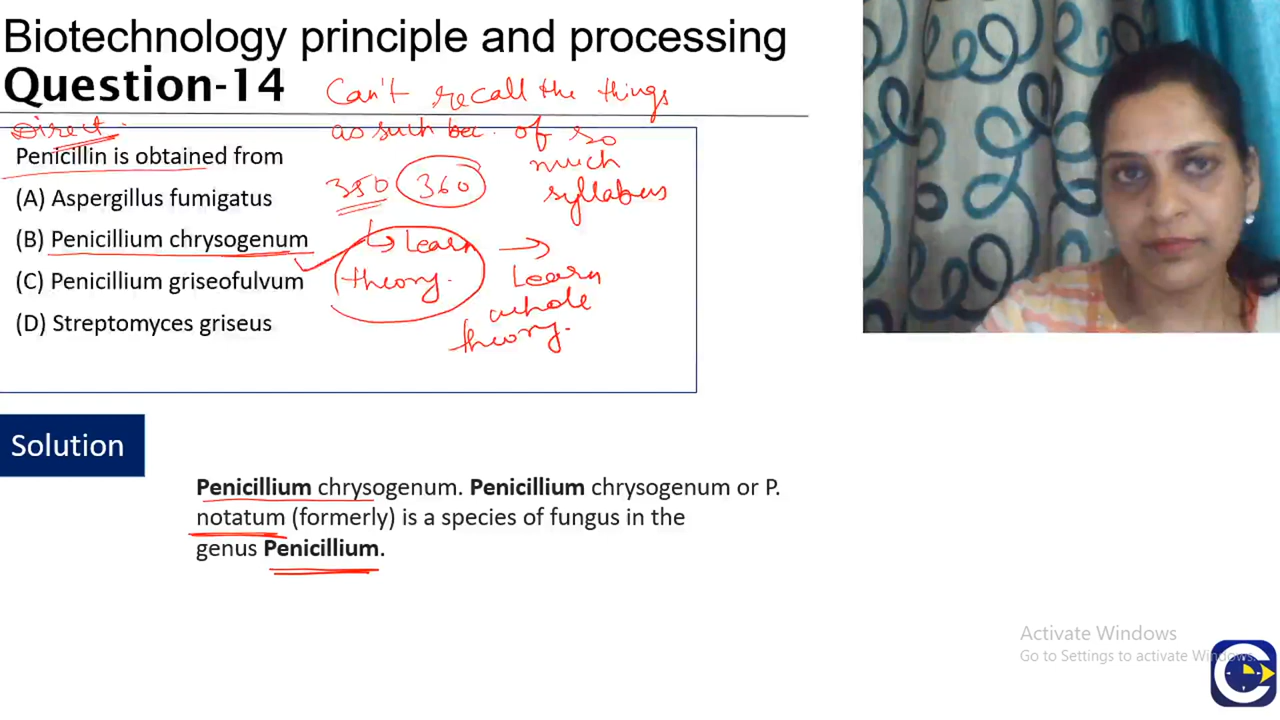 Biotechnology principle and processing
Question-14
Can't recall the things
Direct.
as such bec. of so
much
syllabus
Penicillin is obtained from
(A) Aspergillus fumigatus
(B) Penicillium chrysogenum
(C) Penicillium griseofulvum
(D) Streptomyces griseus
350 360
Learn
theory.
Learn
whole
theory.
Solution
Penicillium chrysogenum. Penicillium chrysogenum or P.
notatum (formerly) is a species of fungus in the
genus Penicillium.
Activate Windows
Go to Settings to activate Windows.